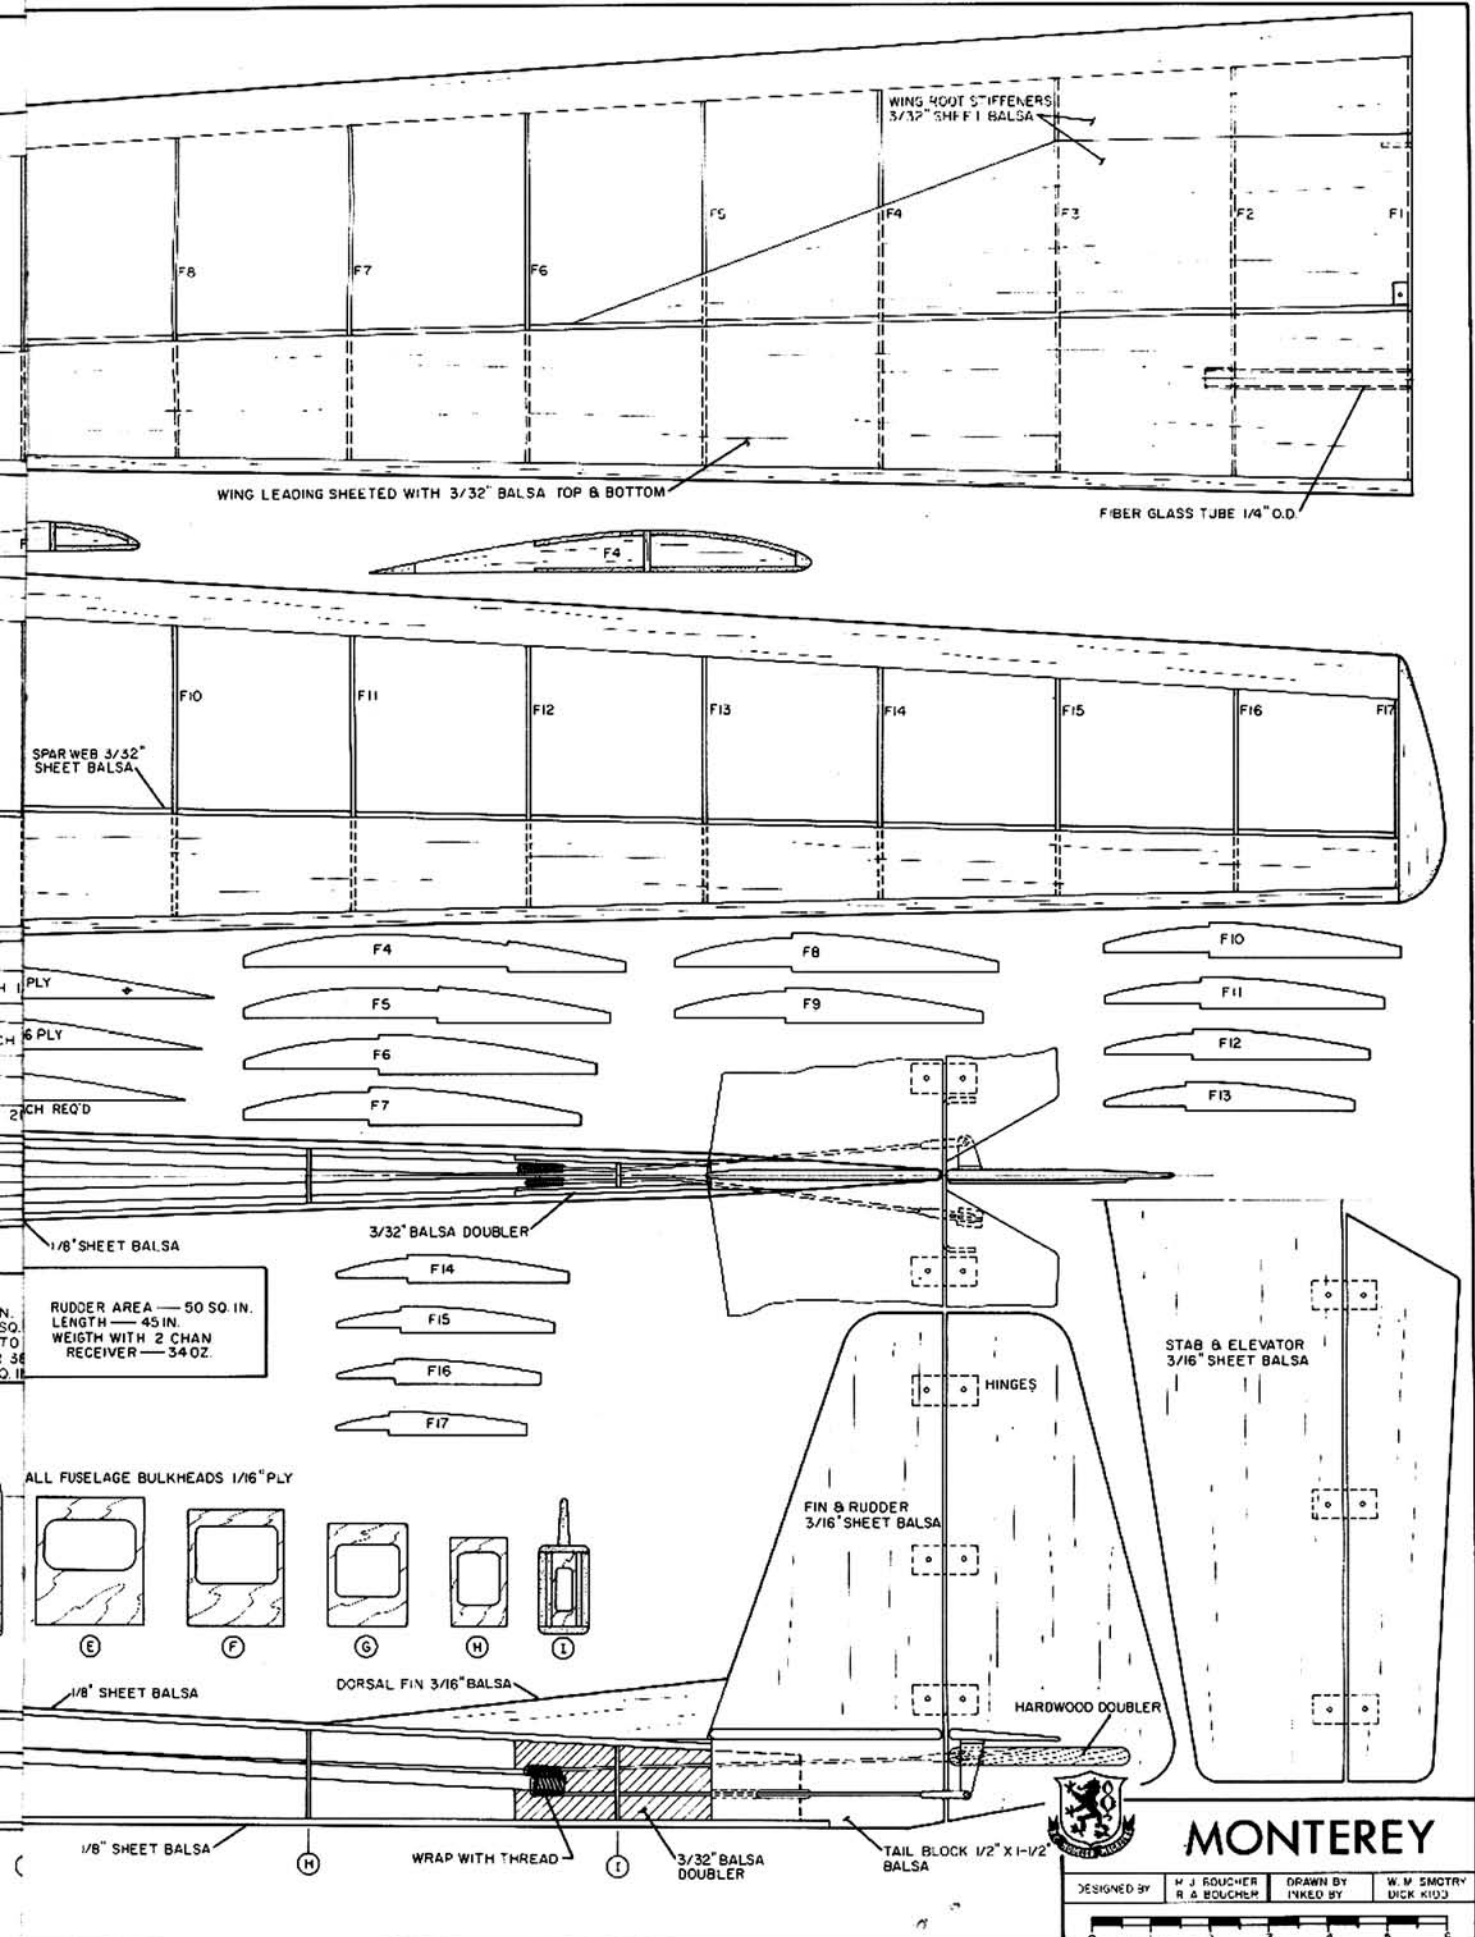 WING ROOT STIFFENERS
3/32" SHEET BALSA
F8
F7
F6
F5
F4
F3
F2
F1
WING LEADING SHEETED WITH 3/32" BALSA TOP & BOTTOM
FIBER GLASS TUBE 1/4" O.D.
F4
F10
F11
F12
F13
F14
F15
F16
F17
SPAR WEB 3/32"
SHEET BALSA
F4
F8
F10
PLY
F5
F9
F11
6 PLY
F6
F12
CH REQ'D
F7
F13
1/8" SHEET BALSA
3/32" BALSA DOUBLER
F14
F15
F16
F17
RUDDER AREA — 50 SQ. IN.
LENGTH — 45 IN.
WEIGTH WITH 2 CHAN
RECEIVER — 34 OZ.
STAB & ELEVATOR
3/16" SHEET BALSA
HINGES
ALL FUSELAGE BULKHEADS 1/16" PLY
FIN & RUDDER
3/16" SHEET BALSA
E
F
G
H
I
1/8" SHEET BALSA
DORSAL FIN 3/16" BALSA
HARDWOOD DOUBLER
1/8" SHEET BALSA
H
WRAP WITH THREAD
I
3/32" BALSA
DOUBLER
TAIL BLOCK 1/2" X 1-1/2"
BALSA
MONTEREY
DESIGNED BY
H J BOUCHER
R A BOUCHER
DRAWN BY
INKED BY
W. M SMOTRY
DICK KIDD